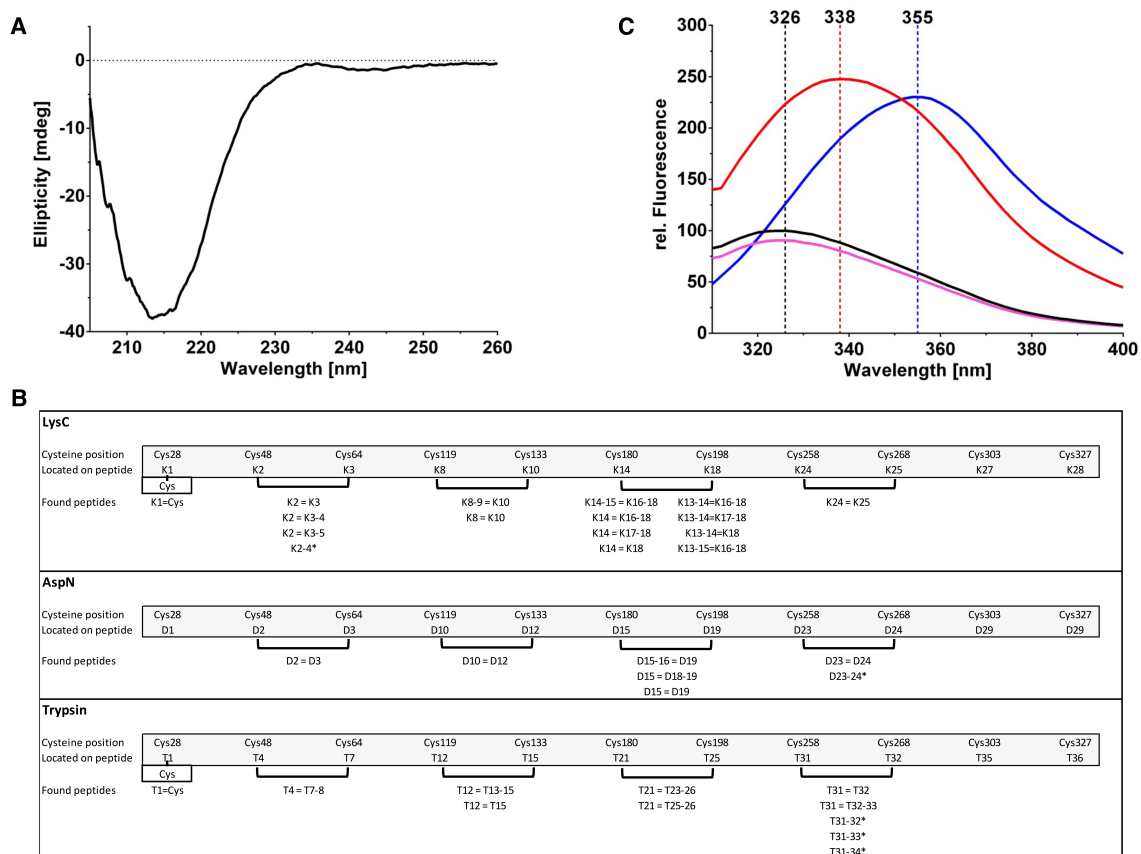 A
0
-10
-20
-30
-40
Ellipticity [mdeg]
210 220 230 240 250 260
Wavelength [nm]
C
326 338 355
300
250
200
150
100
50
0
rel. Fluorescence
320 340 360 380 400
Wavelength [nm]
B
LysC
Cysteine position Cys28 Cys48 Cys64 Cys119 Cys133 Cys180 Cys198 Cys258 Cys268 Cys303 Cys327
Located on peptide K1 K2 K3 K8 K10 K14 K18 K24 K25 K27 K28
Cys
Found peptides K1=Cys K2 = K3 K8-9 = K10 K14-15 = K16-18 K13-14=K16-18 K24 = K25
K2 = K3-4 K8 = K10 K14 = K16-18 K13-14=K17-18
K2 = K3-5 K14 = K17-18 K13-14=K18
K2-4* K14 = K18 K13-15=K16-18
AspN
Cysteine position Cys28 Cys48 Cys64 Cys119 Cys133 Cys180 Cys198 Cys258 Cys268 Cys303 Cys327
Located on peptide D1 D2 D3 D10 D12 D15 D19 D23 D24 D29 D29
Found peptides D2 = D3 D10 = D12 D15-16 = D19 D23 = D24
D15 = D18-19 D23-24*
D15 = D19
Trypsin
Cysteine position Cys28 Cys48 Cys64 Cys119 Cys133 Cys180 Cys198 Cys258 Cys268 Cys303 Cys327
Located on peptide T1 T4 T7 T12 T15 T21 T25 T31 T32 T35 T36
Cys
Found peptides T1=Cys T4 = T7-8 T12 = T13-15 T21 = T23-26 T31 = T32
T12 = T15 T21 = T25-26 T31 = T32-33
T31-32*
T31-33*
T31-34*